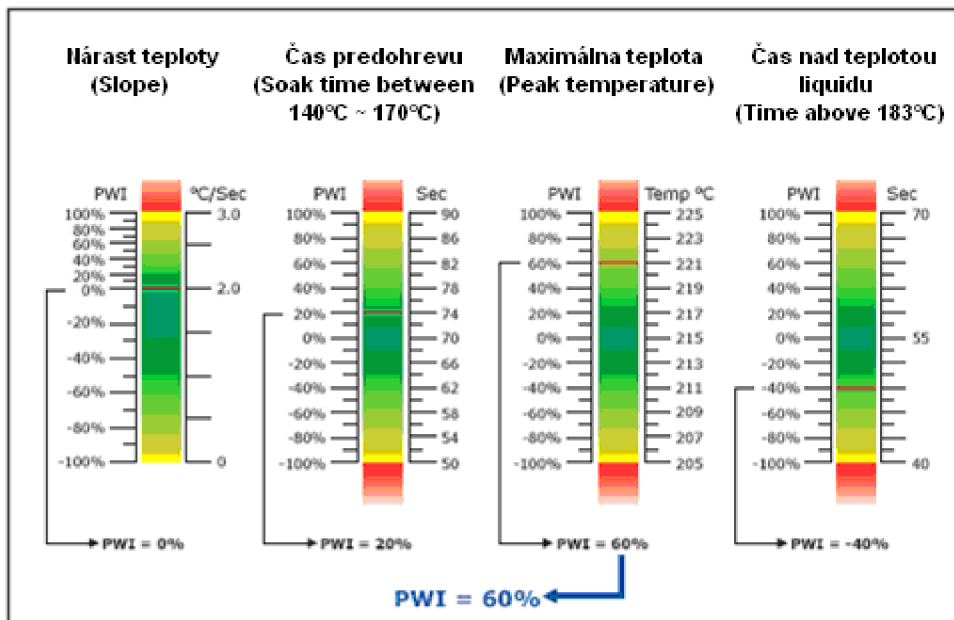 Nárast teploty
(Slope)
Čas predohrevu
(Soak time between
140°C ~ 170°C)
Maximálna teplota
(Peak temperature)
Čas nad teplotou
liquidu
(Time above 183°C)
PWI °C/Sec
100% 3.0
80%
60%
40%
20%
0% 2.0
-20%
-40%
-60%
-80%
-100% 0
PWI = 0%
PWI Sec
100% 90
80% 86
60% 82
40% 78
20% 74
0% 70
-20% 66
-40% 62
-60% 58
-80% 54
-100% 50
PWI = 20%
PWI Temp °C
100% 225
80% 223
60% 221
40% 219
20% 217
0% 215
-20% 213
-40% 211
-60% 209
-80% 207
-100% 205
PWI = 60%
PWI Sec
100% 70
80%
60%
40%
20%
0% 55
-20%
-40%
-60%
-80%
-100% 40
PWI = -40%
PWI = 60%